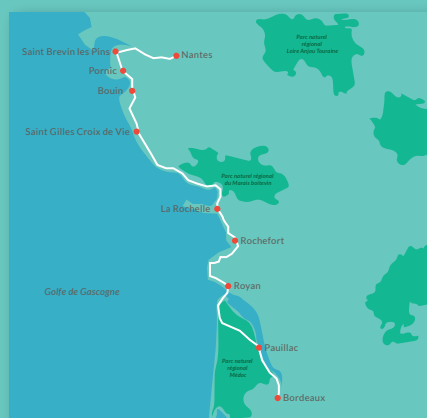 Parc naturel
régional
Loire Anjou Touraine
Saint Brevin les Pins
Nantes
Pornic
Bouin
Saint Gilles Croix de Vie
Parc naturel régional
du Marais poitevin
La Rochelle
Rochefort
Golfe de Gascogne
Royan
Pauillac
Parc naturel
régional
Médoc
Bordeaux